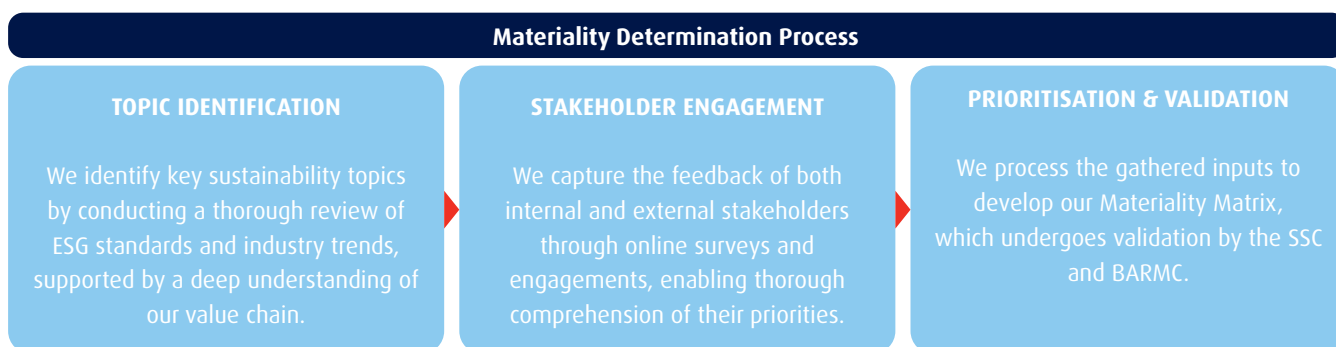 Materiality Determination Process
TOPIC IDENTIFICATION
We identify key sustainability topics
by conducting a thorough review of
ESG standards and industry trends,
supported by a deep understanding of
our value chain.
STAKEHOLDER ENGAGEMENT
We capture the feedback of both
internal and external stakeholders
through online surveys and
engagements, enabling thorough
comprehension of their priorities.
PRIORITISATION & VALIDATION
We process the gathered inputs to
develop our Materiality Matrix,
which undergoes validation by the SSC
and BARMC.